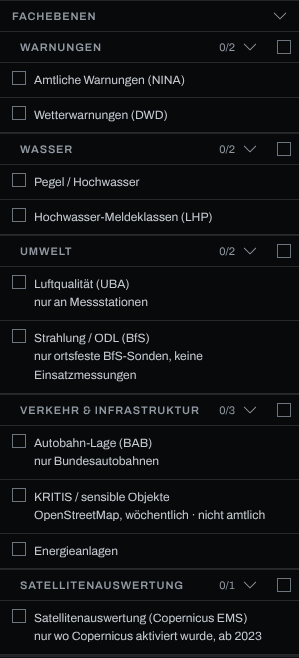 FACHEBENEN
WARNUNGEN 0/2
Amtliche Warnungen (NINA)
Wetterwarnungen (DWD)
WASSER 0/2
Pegel / Hochwasser
Hochwasser-Meldeklassen (LHP)
UMWELT 0/2
Luftqualität (UBA)
nur an Messstationen
Strahlung / ODL (BfS)
nur ortsfeste BfS-Sonden, keine
Einsatzmessungen
VERKEHR & INFRASTRUKTUR 0/3
Autobahn-Lage (BAB)
nur Bundesautobahnen
KRITIS / sensible Objekte
OpenStreetMap, wöchentlich · nicht amtlich
Energieanlagen
SATELLITENAUSWERTUNG 0/1
Satellitenauswertung (Copernicus EMS)
nur wo Copernicus aktiviert wurde, ab 2023